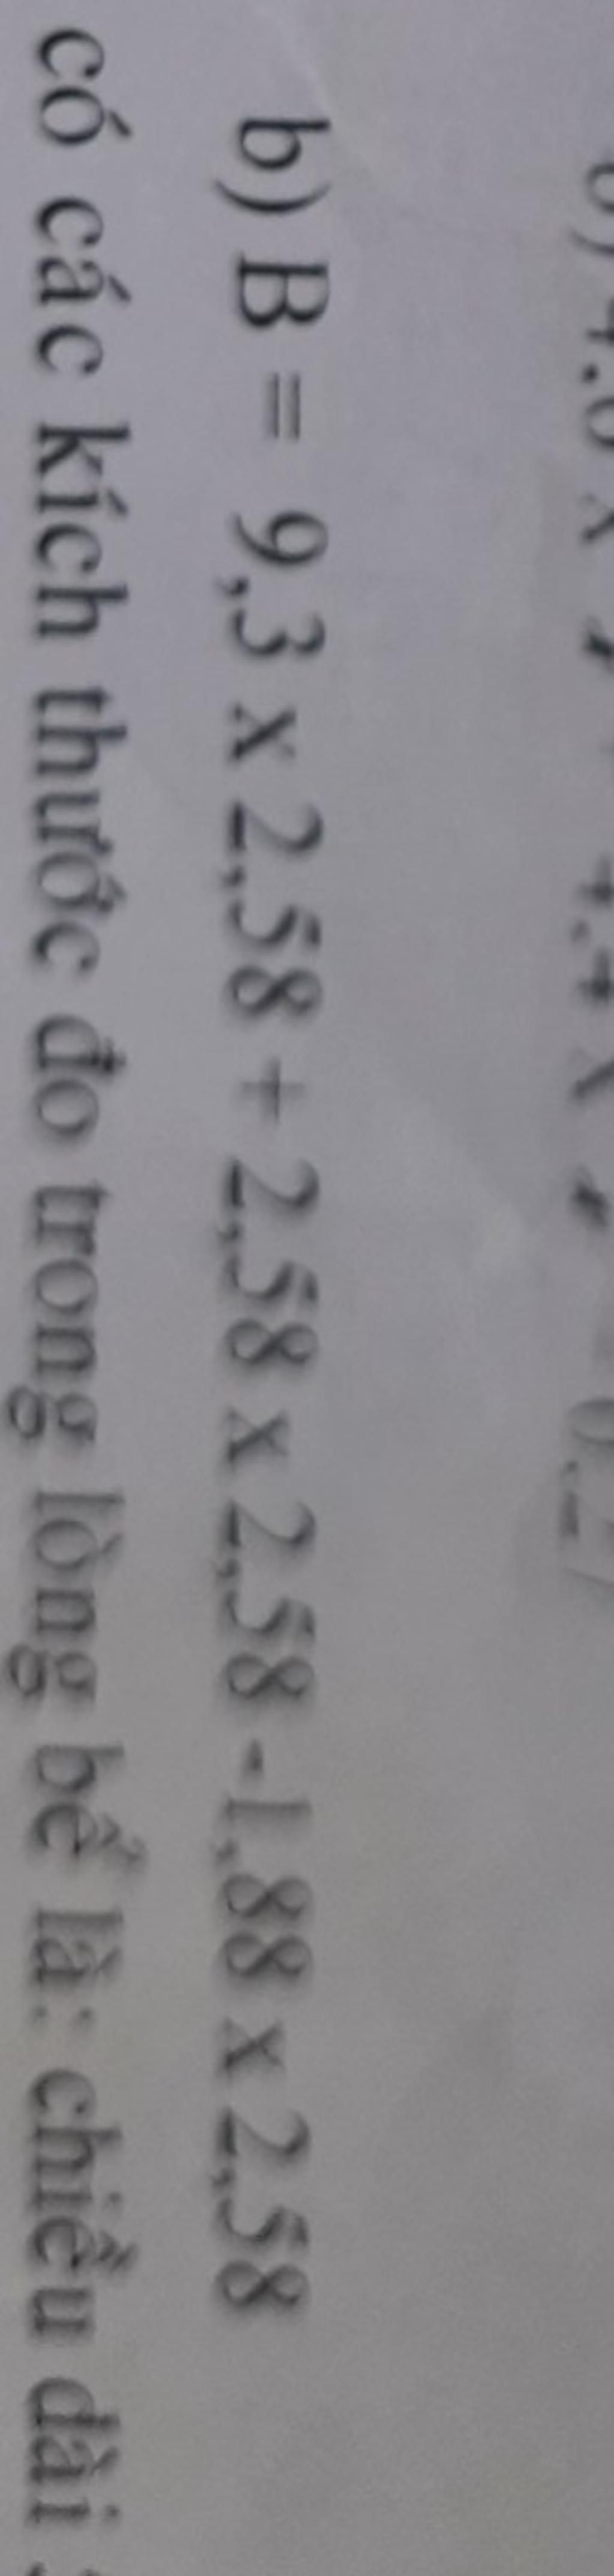 b) B = 9,3 x 2,58 + 2,58 x 2,58 -1,88 x 2,58
có các kích thước đo trong lòng bể là: chiều dài